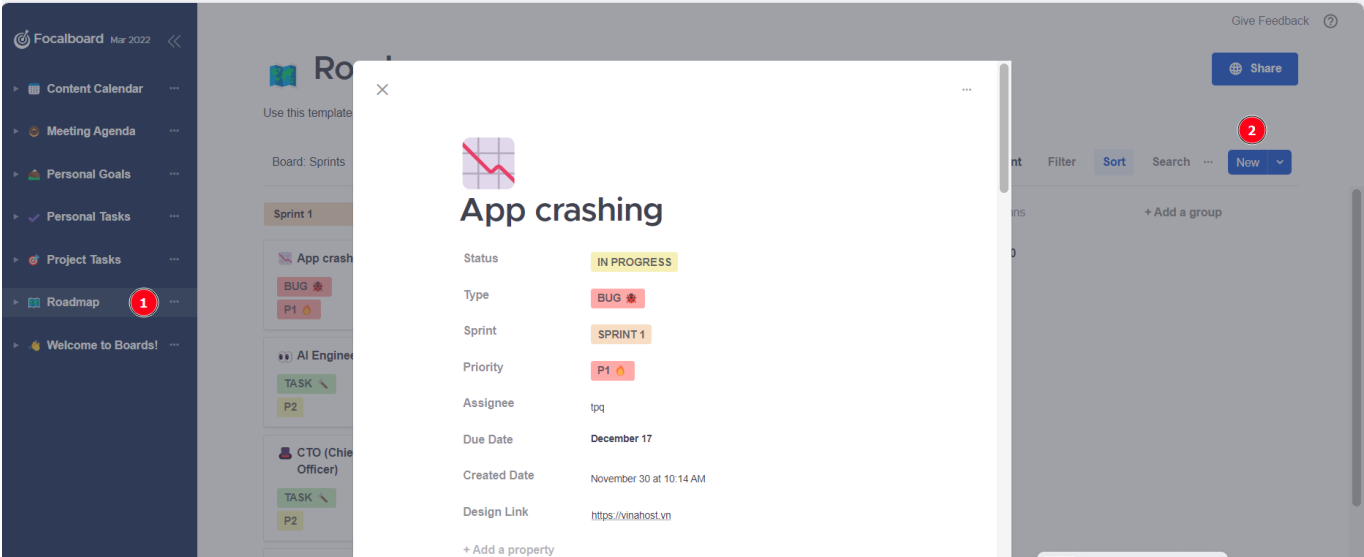 Give Feedback
Focalboard Mar 2022
Content Calendar
Meeting Agenda
Personal Goals
Personal Tasks
Project Tasks
Roadmap
1
Welcome to Boards!
Ro
Share
Use this template
2
Board: Sprints
nt
Filter
Sort
Search
New
Sprint 1
+ Add a group
App crash
BUG
P1
AI Enginee
TASK
P2
CTO (Chie
Officer)
TASK
P2
App crashing
Status IN PROGRESS
Type BUG
Sprint SPRINT 1
Priority P1
Assignee tpq
Due Date December 17
Created Date November 30 at 10:14 AM
Design Link https://vinahost.vn
+ Add a property